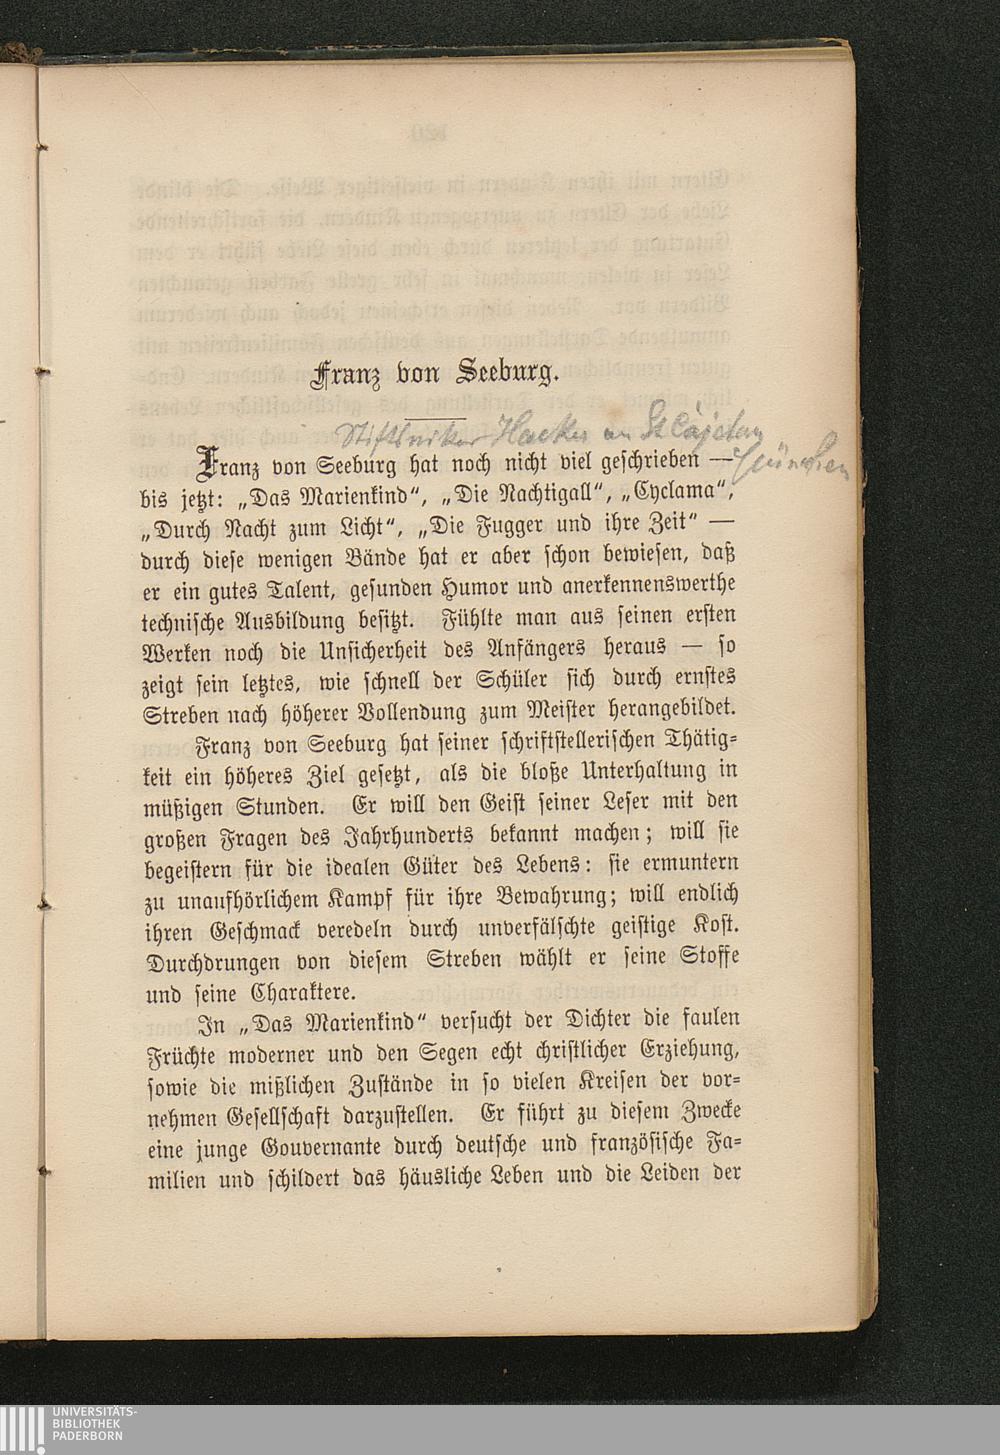 Franz von Seeburg.
Stiftsvikar Hacker an St Cajetan
München
Franz von Seeburg hat noch nicht viel geschrieben —
bis jetzt: „Das Marienkind“, „Die Nachtigall“, „Cyclama“,
„Durch Nacht zum Licht“, „Die Fugger und ihre Zeit“ —
durch diese wenigen Bände hat er aber schon bewiesen, daß
er ein gutes Talent, gesunden Humor und anerkennenswerthe
technische Ausbildung besitzt. Fühlte man aus seinen ersten
Werken noch die Unsicherheit des Anfängers heraus — so
zeigt sein letztes, wie schnell der Schüler sich durch ernstes
Streben nach höherer Vollendung zum Meister herangebildet.
Franz von Seeburg hat seiner schriftstellerischen Thätig-
keit ein höheres Ziel gesetzt, als die bloße Unterhaltung in
müßigen Stunden. Er will den Geist seiner Leser mit den
großen Fragen des Jahrhunderts bekannt machen; will sie
begeistern für die idealen Güter des Lebens: sie ermuntern
zu unaufhörlichem Kampf für ihre Bewahrung; will endlich
ihren Geschmack veredeln durch unverfälschte geistige Kost.
Durchdrungen von diesem Streben wählt er seine Stoffe
und seine Charaktere.
In „Das Marienkind“ versucht der Dichter die faulen
Früchte moderner und den Segen echt christlicher Erziehung,
sowie die mißlichen Zustände in so vielen Kreisen der vor-
nehmen Gesellschaft darzustellen. Er führt zu diesem Zwecke
eine junge Gouvernante durch deutsche und französische Fa-
milien und schildert das häusliche Leben und die Leiden der
UNIVERSITÄTS-
BIBLIOTHEK
PADERBORN